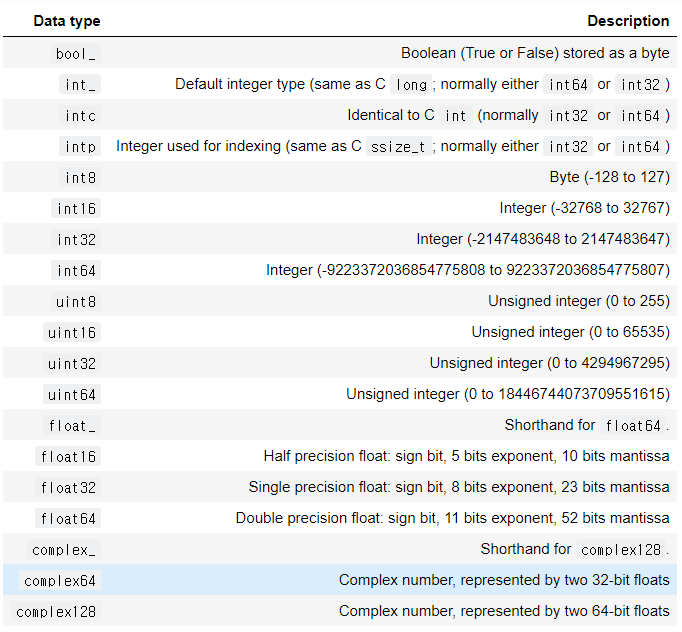 Data type Description
bool_ Boolean (True or False) stored as a byte
int_ Default integer type (same as C long ; normally either int64 or int32 )
intc Identical to C int (normally int32 or int64 )
intp Integer used for indexing (same as C ssize_t ; normally either int32 or int64 )
int8 Byte (-128 to 127)
int16 Integer (-32768 to 32767)
int32 Integer (-2147483648 to 2147483647)
int64 Integer (-9223372036854775808 to 9223372036854775807)
uint8 Unsigned integer (0 to 255)
uint16 Unsigned integer (0 to 65535)
uint32 Unsigned integer (0 to 4294967295)
uint64 Unsigned integer (0 to 18446744073709551615)
float_ Shorthand for float64 .
float16 Half precision float: sign bit, 5 bits exponent, 10 bits mantissa
float32 Single precision float: sign bit, 8 bits exponent, 23 bits mantissa
float64 Double precision float: sign bit, 11 bits exponent, 52 bits mantissa
complex_ Shorthand for complex128 .
complex64 Complex number, represented by two 32-bit floats
complex128 Complex number, represented by two 64-bit floats